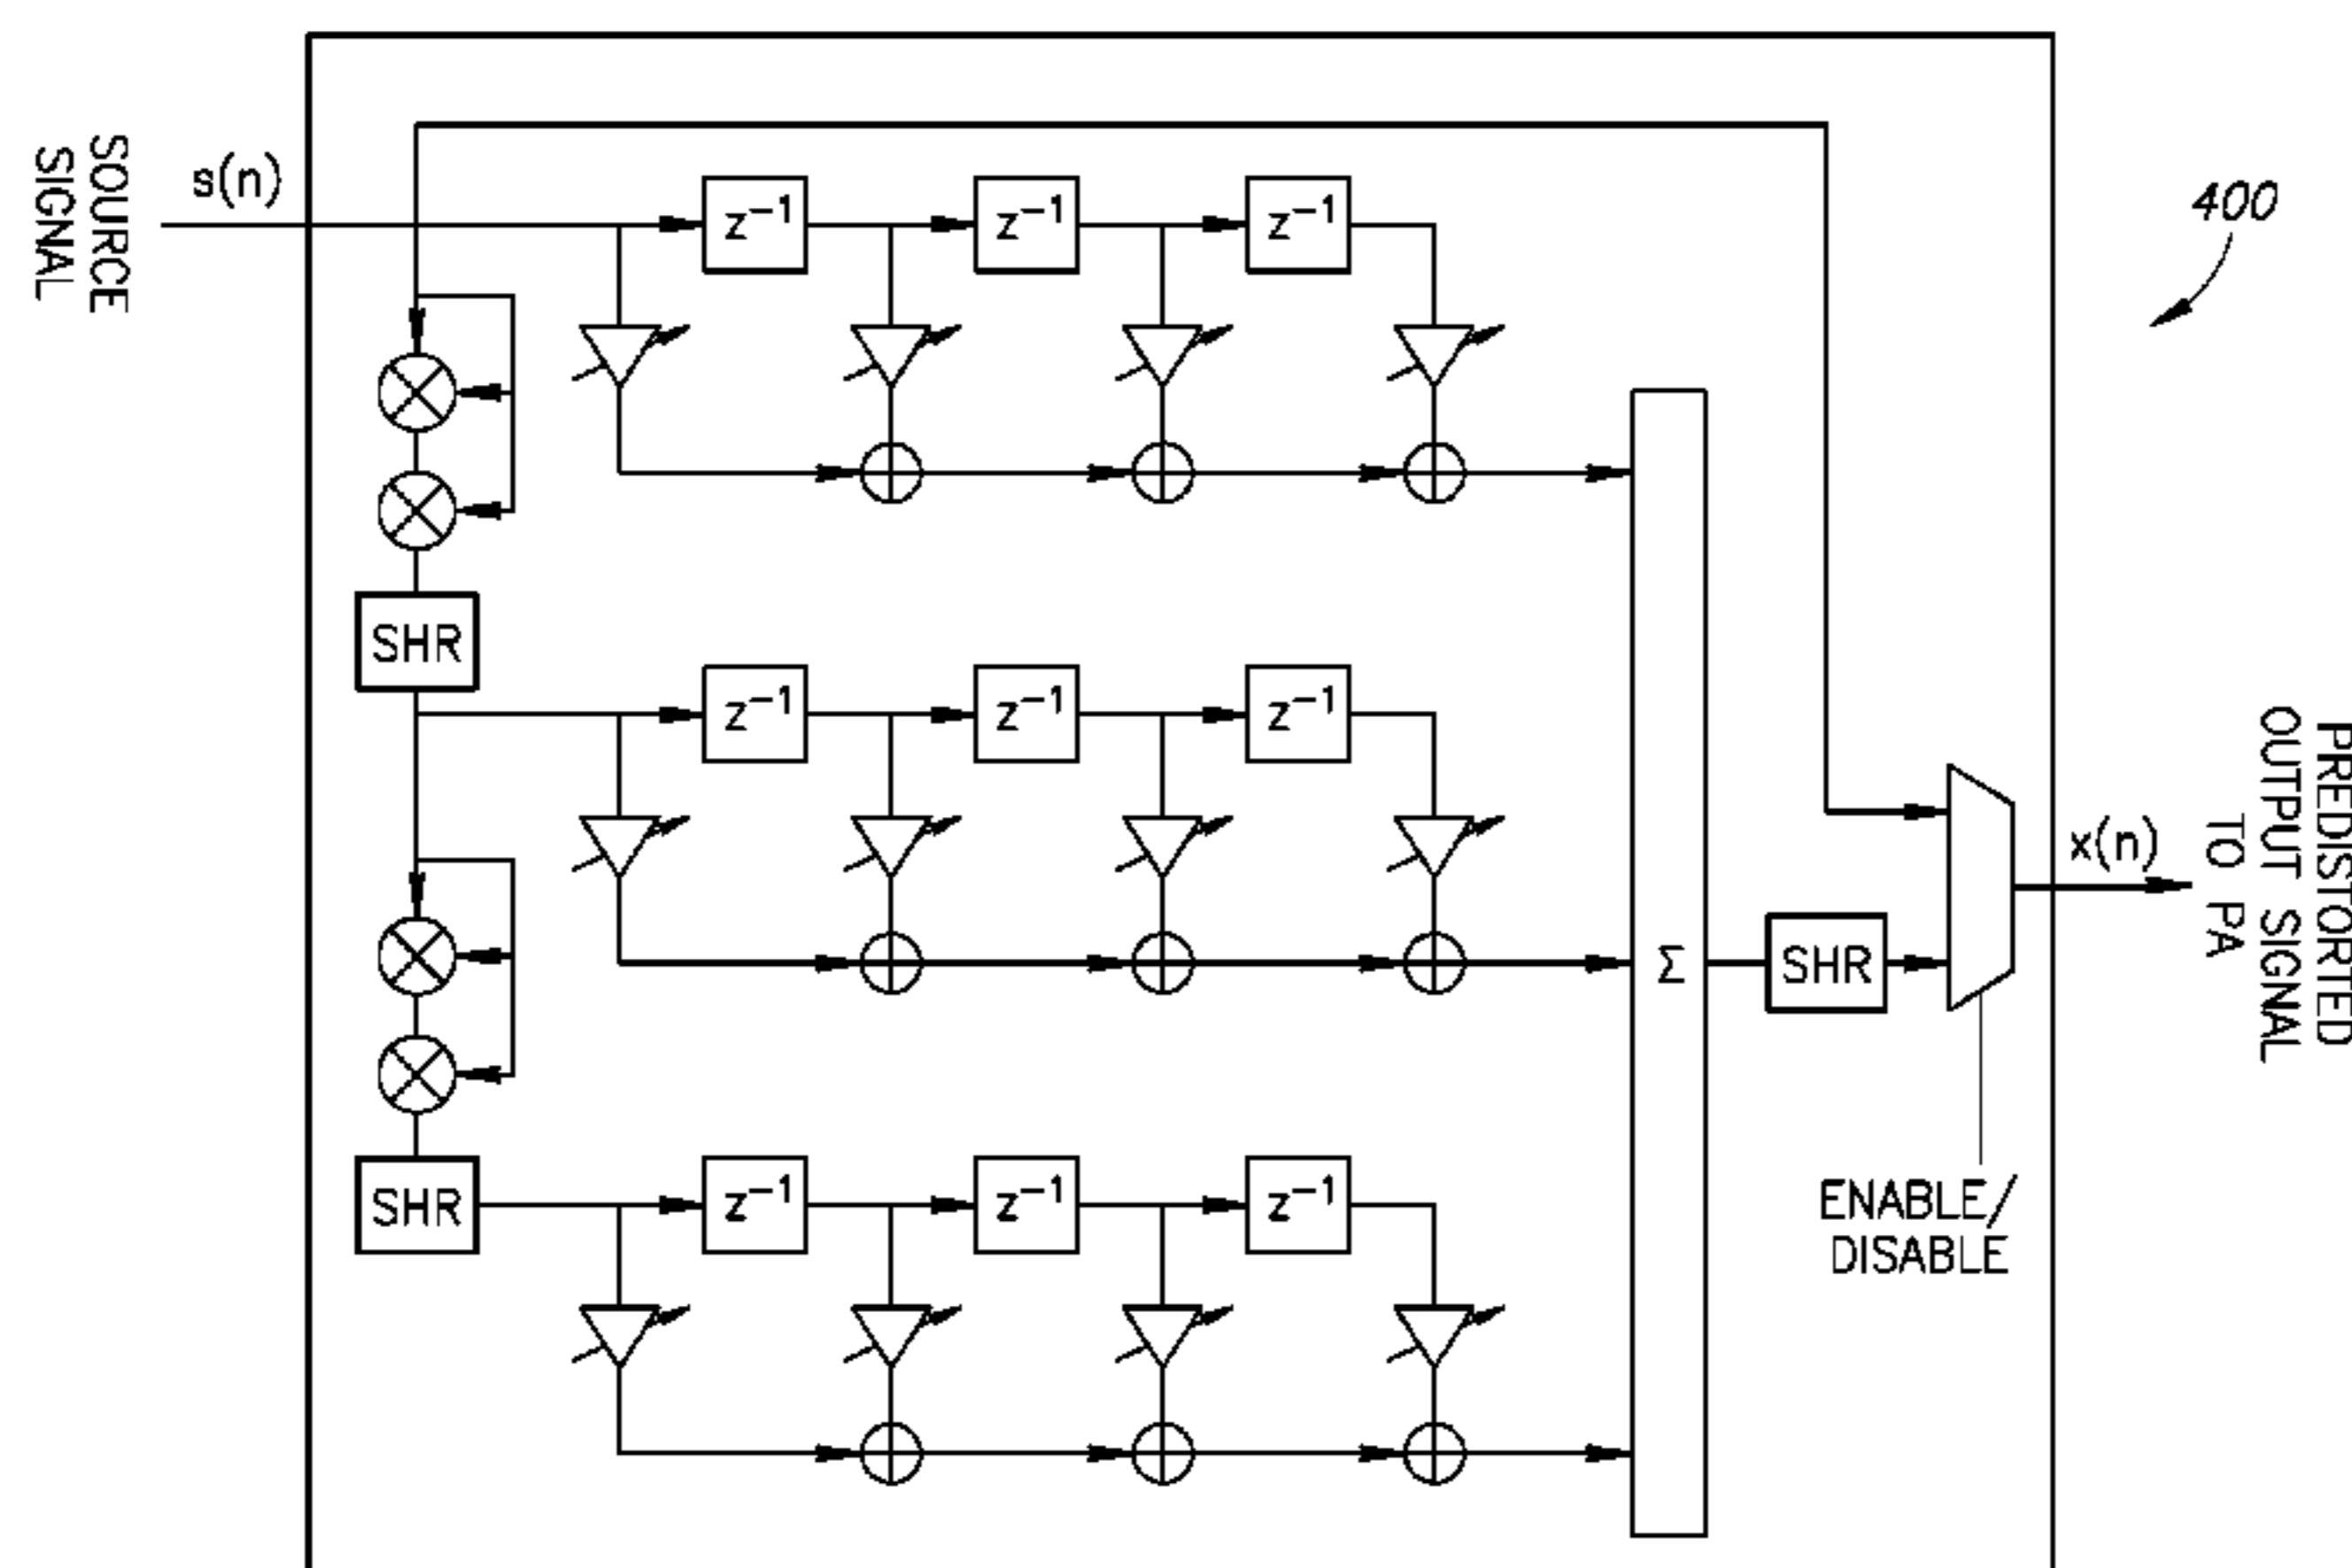 SOURCE
SIGNAL
s(n)
z⁻¹
z⁻¹
z⁻¹
400
SHR
z⁻¹
z⁻¹
z⁻¹
Σ
SHR
x(n)
PREDISTORTED
OUTPUT SIGNAL
TO PA
SHR
z⁻¹
z⁻¹
z⁻¹
ENABLE/
DISABLE